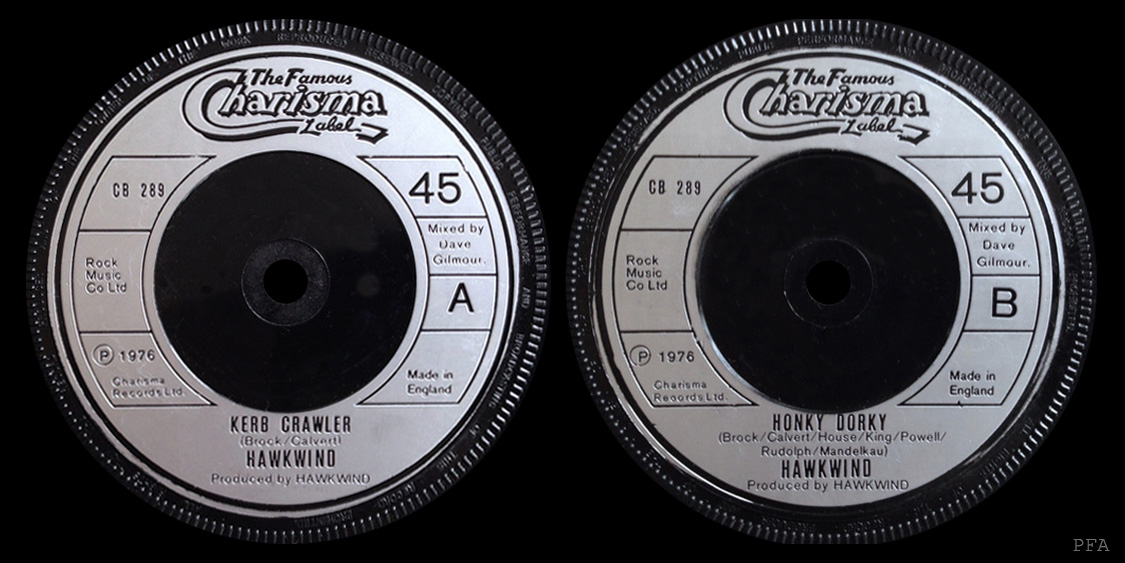 The Famous
Charisma
Label
CB 289
45
Mixed by
Dave
Gilmour.
Rock
Music
Co Ltd
A
Ⓟ 1976
Charisma
Records Ltd.
Made in
England
KERB CRAWLER
(Brock/Calvert)
HAWKWIND
Produced by HAWKWIND
The Famous
Charisma
Label
CB 289
45
Mixed by
Dave
Gilmour.
Rock
Music
Co Ltd
B
Ⓟ 1976
Charisma
Records Ltd.
Made in
England
HONKY DORKY
(Brock/Calvert/House/King/Powell/
Rudolph/Mandelkau)
HAWKWIND
Produced by HAWKWIND
PFA